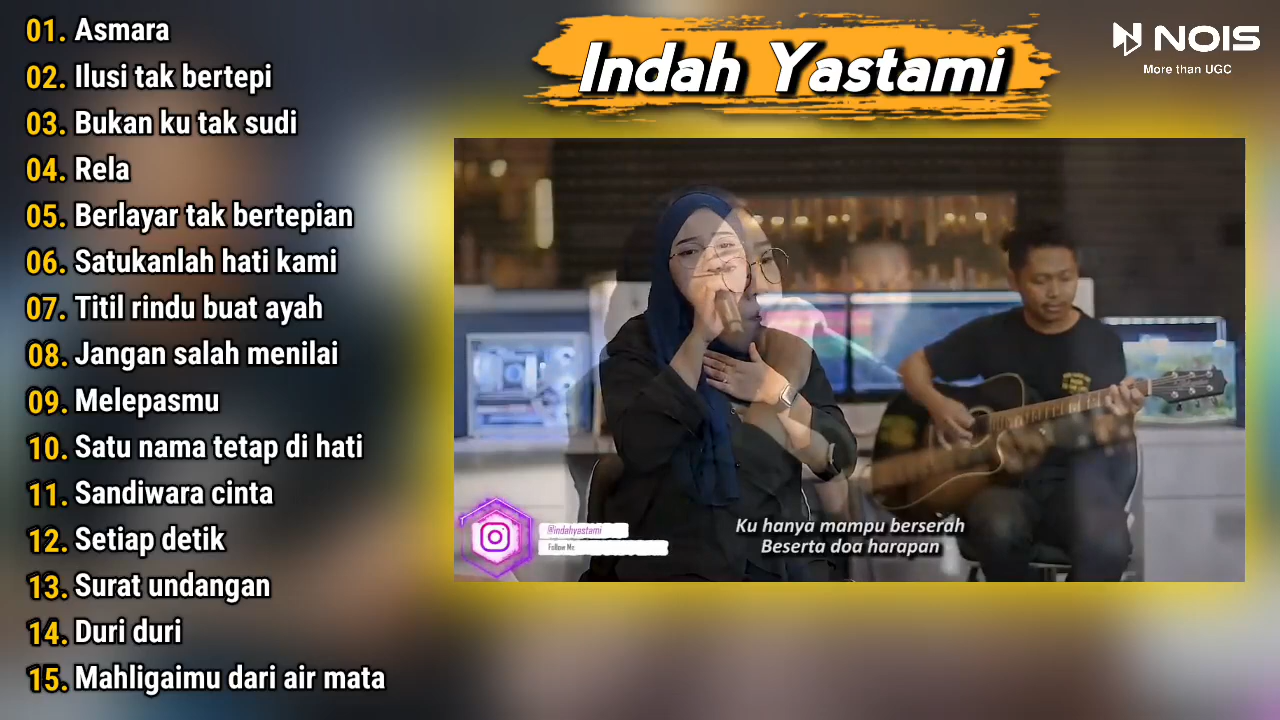 01. Asmara
02. Ilusi tak bertepi
03. Bukan ku tak sudi
04. Rela
05. Berlayar tak bertepian
06. Satukanlah hati kami
07. Titil rindu buat ayah
08. Jangan salah menilai
09. Melepasmu
10. Satu nama tetap di hati
11. Sandiwara cinta
12. Setiap detik
13. Surat undangan
14. Duri duri
15. Mahligaimu dari air mata
Indah Yastami
NOIS
More than UGC
@indahyastami
Follow Me
Ku hanya mampu berserah
Beserta doa harapan